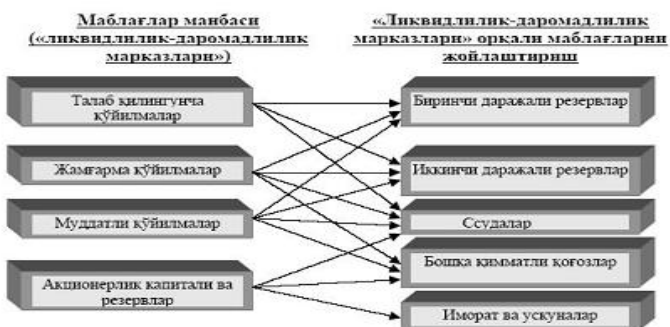 Маблағлар манбаси
(«ликвидлилик-даромадлилик
марказлари»)
«Ликвидлилик-даромадлилик
марказлари» орқали маблағларни
жойлаштириш
Талаб қилингунча
қўйилмалар
Жамғарма қўйилмалар
Муддатли қўйилмалар
Акционерлик капитали ва
резервлар
Биринчи даражали резервлар
Иккинчи даражали резервлар
Ссудалар
Бошқа қимматли қоғозлар
Иморат ва ускуналар